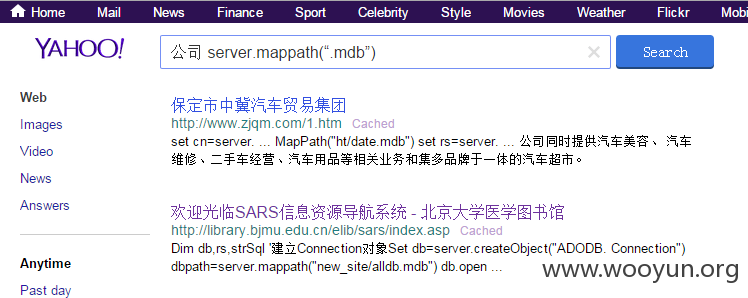 Home Mail News Finance Sport Celebrity Style Movies Weather Flickr Mobi
YAHOO!
公司 server.mappath(“.mdb”)
Search
Web
Images
Video
News
Answers
Anytime
Past day
保定市中冀汽车贸易集团
http://www.zjqm.com/1.htm Cached
set cn=server. ... MapPath("ht/date.mdb") set rs=server. ... 公司同时提供汽车美容、 汽车
维修、二手车经营、汽车用品等相关业务和集多品牌于一体的汽车超市。
欢迎光临SARS信息资源导航系统 - 北京大学医学图书馆
http://library.bjmu.edu.cn/elib/sars/index.asp Cached
Dim db,rs,strSql '建立Connection对象Set db=server.createObject("ADODB. Connection")
dbpath=server.mappath("new_site/alldb.mdb") db.open ...
www.wooyun.org